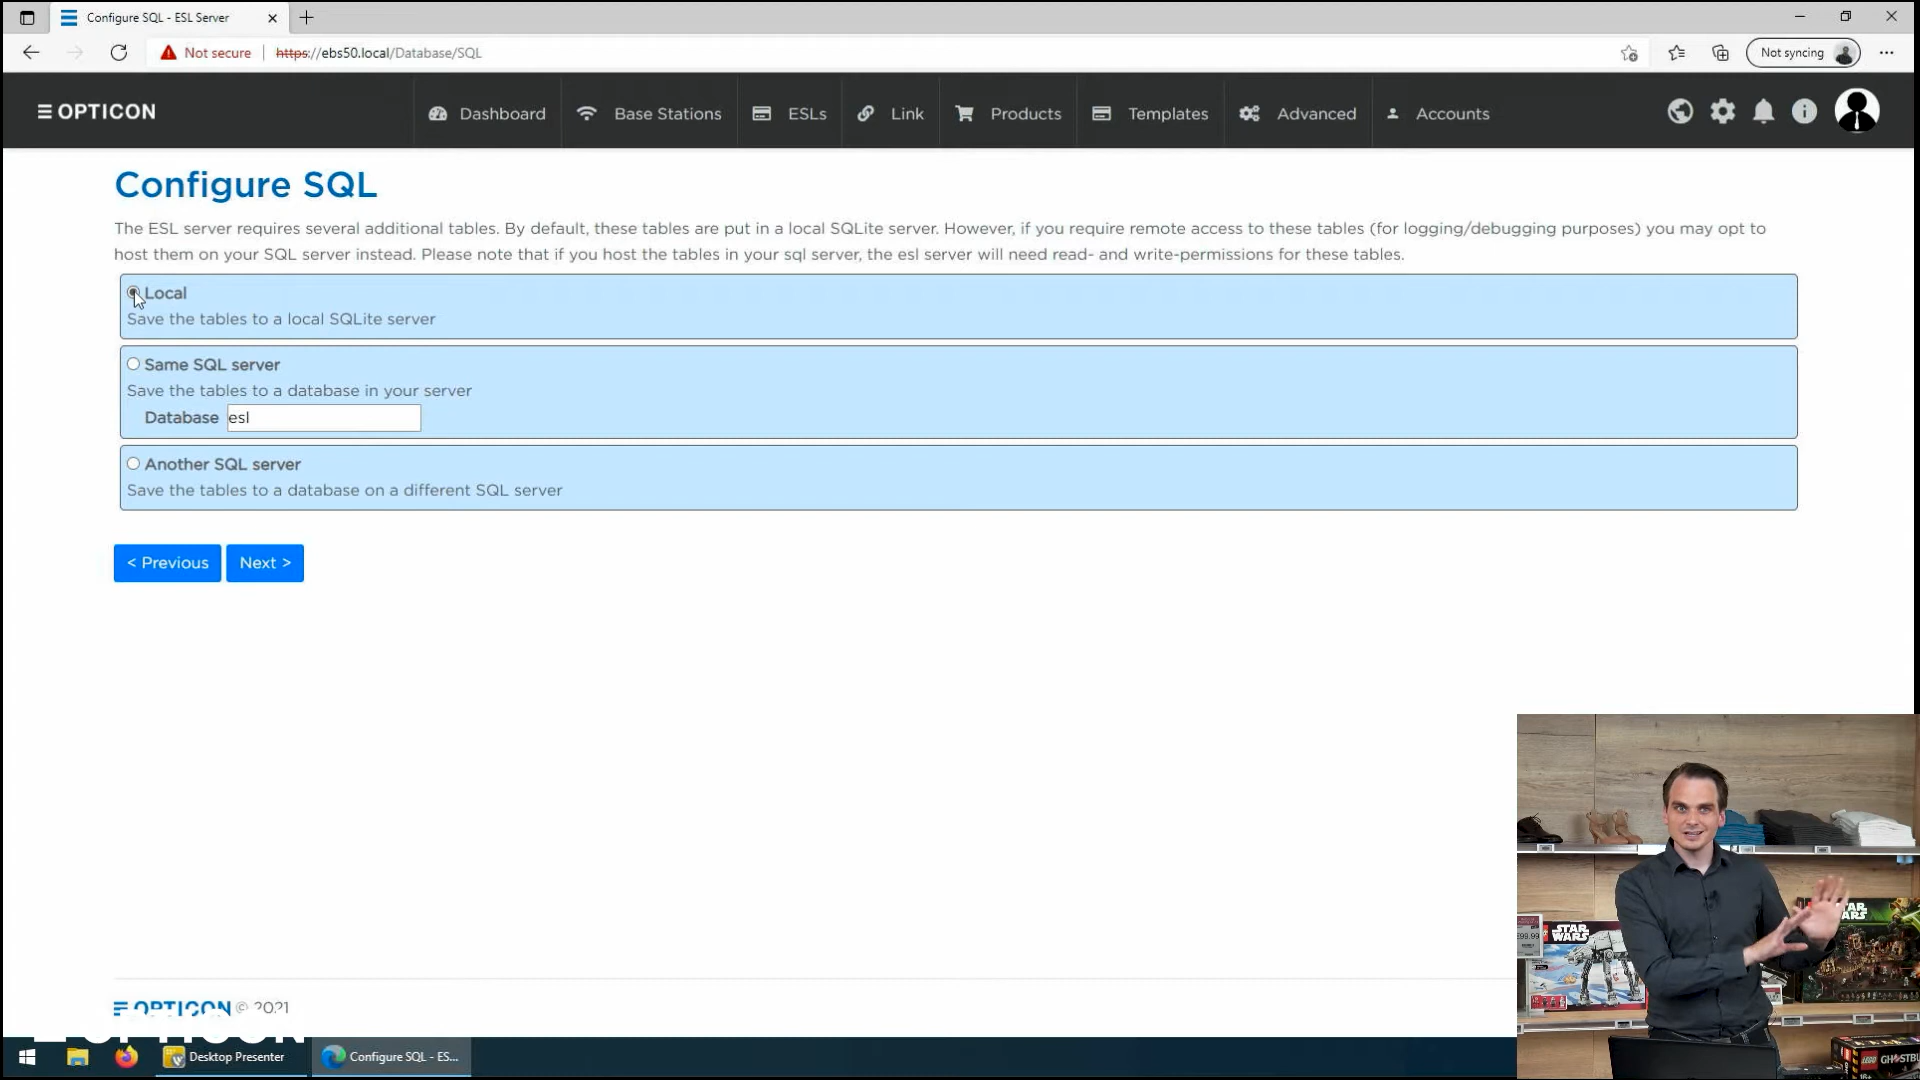 Configure SQL - ESL Server
Not secure
https://ebs50.local/Database/SQL
Not syncing
OPTICON
Dashboard
Base Stations
ESLs
Link
Products
Templates
Advanced
Accounts
Configure SQL
The ESL server requires several additional tables. By default, these tables are put in a local SQLite server. However, if you require remote access to these tables (for logging/debugging purposes) you may opt to
host them on your SQL server instead. Please note that if you host the tables in your sql server, the esl server will need read- and write-permissions for these tables.
Local
Save the tables to a local SQLite server
Same SQL server
Save the tables to a database in your server
Database esl
Another SQL server
Save the tables to a database on a different SQL server
< Previous
Next >
STAR
WARS
STAR
WARS
OPTICON © 2021
OPTICON
Desktop Presenter
Configure SQL - ES...
LEGO